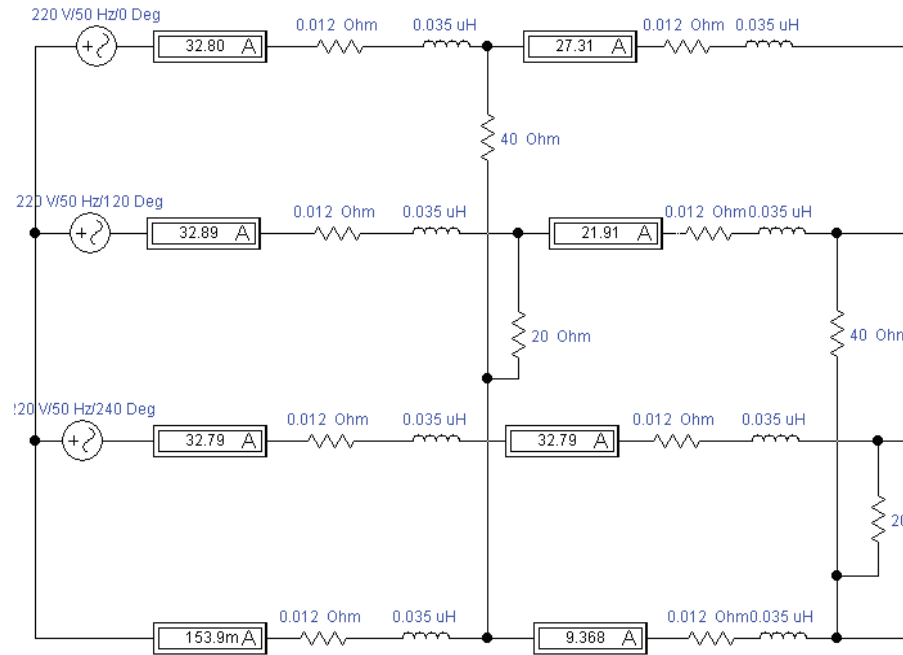 220 V/50 Hz/0 Deg
0.012 Ohm 0.035 uH 0.012 Ohm 0.035 uH
32.80 A 27.31 A
40 Ohm
220 V/50 Hz/120 Deg
0.012 Ohm 0.035 uH 0.012 Ohm 0.035 uH
32.89 A 21.91 A
20 Ohm 40 Ohm
220 V/50 Hz/240 Deg
0.012 Ohm 0.035 uH 0.012 Ohm 0.035 uH
32.79 A 32.79 A
20
0.012 Ohm 0.035 uH 0.012 Ohm 0.035 uH
153.9m A 9.368 A